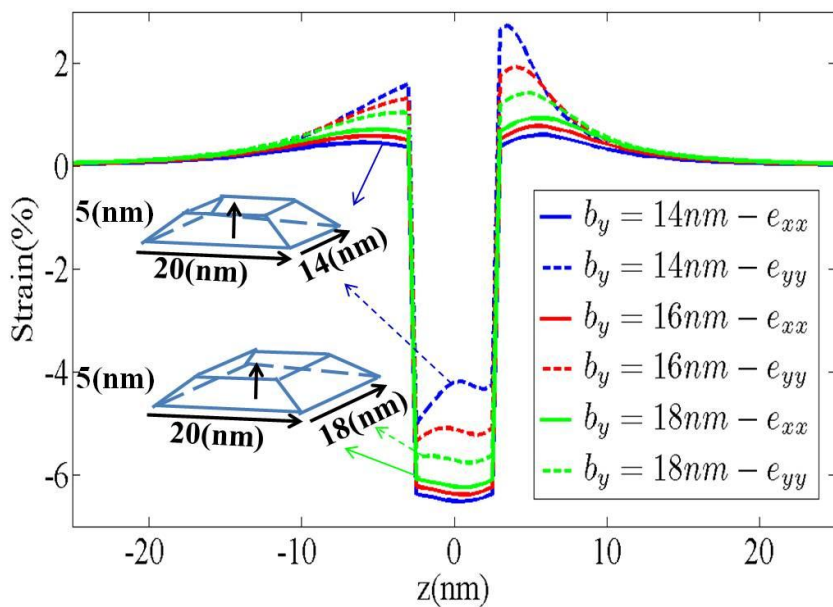 2
0
-2
-4
-6
Strain(%)
-20
-10
0
10
20
z(nm)
5(nm)
20(nm)
14(nm)
5(nm)
20(nm)
18(nm)
b_y = 14nm − e_xx
b_y = 14nm − e_yy
b_y = 16nm − e_xx
b_y = 16nm − e_yy
b_y = 18nm − e_xx
b_y = 18nm − e_yy